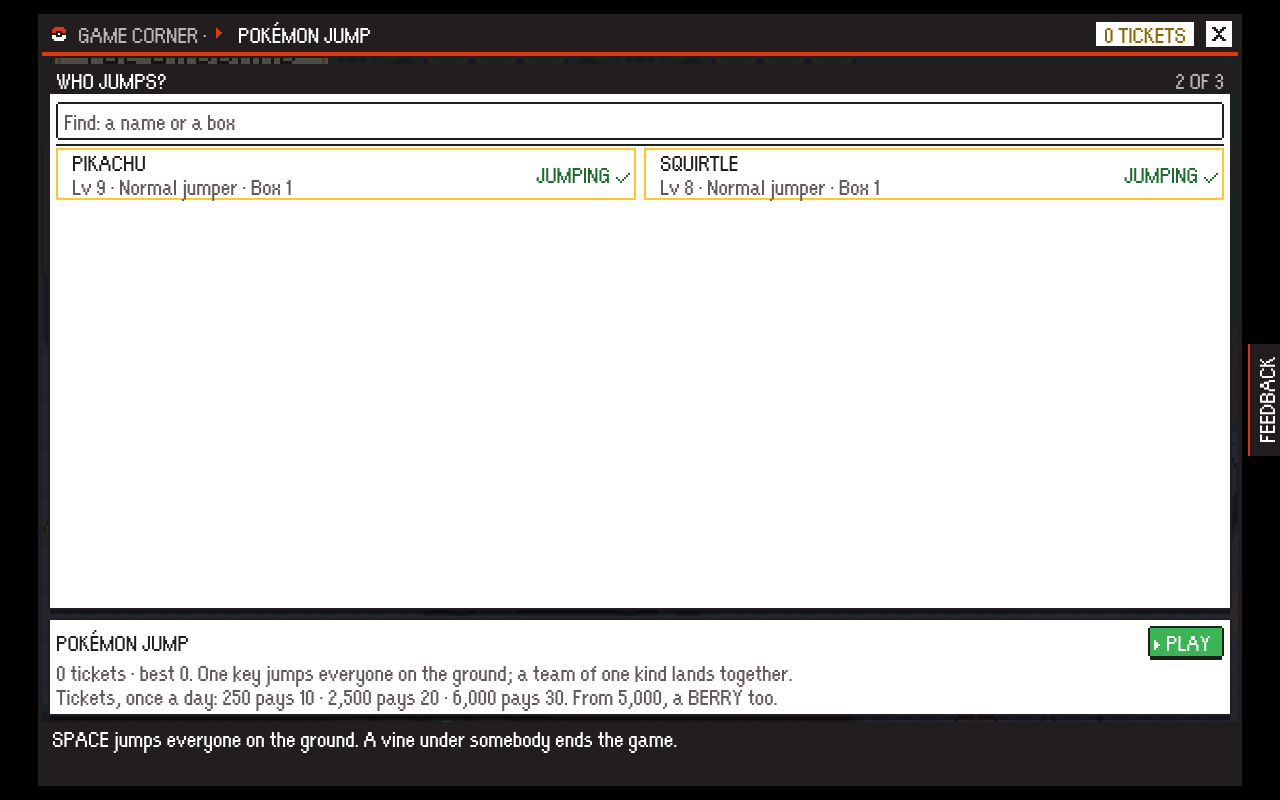 GAME CORNER · POKÉMON JUMP
0 TICKETS X
WHO JUMPS?
2 OF 3
Find: a name or a box
PIKACHU
Lv 9 · Normal jumper · Box 1
JUMPING ✓
SQUIRTLE
Lv 8 · Normal jumper · Box 1
JUMPING ✓
FEEDBACK
POKÉMON JUMP
PLAY
0 tickets · best 0. One key jumps everyone on the ground; a team of one kind lands together.
Tickets, once a day: 250 pays 10 · 2,500 pays 20 · 6,000 pays 30. From 5,000, a BERRY too.
SPACE jumps everyone on the ground. A vine under somebody ends the game.